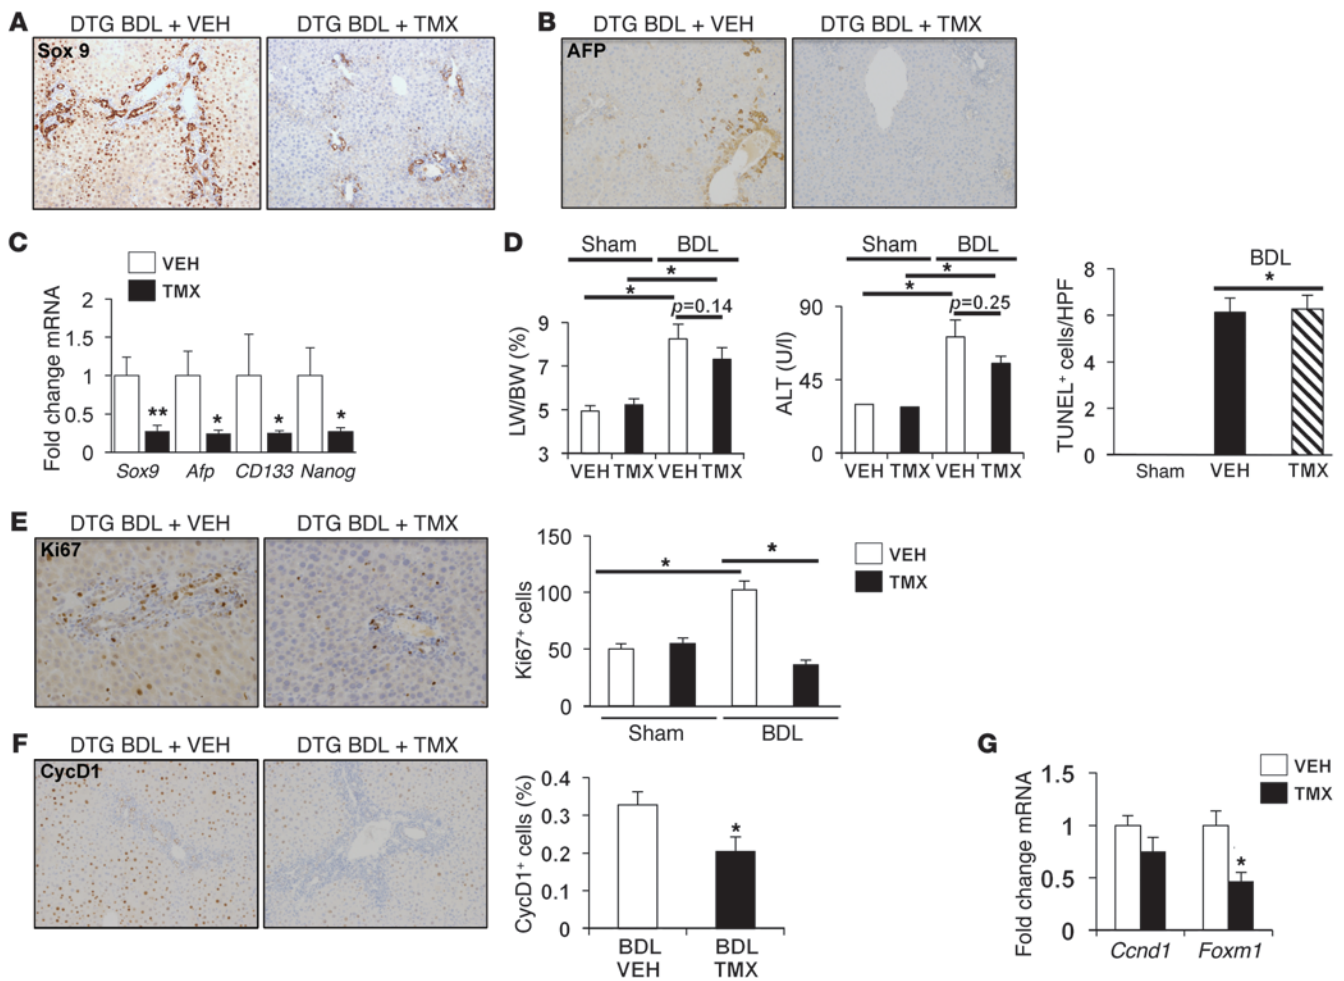 A
DTG BDL + VEH
DTG BDL + TMX
Sox 9
B
DTG BDL + VEH
DTG BDL + TMX
AFP
C
VEH
TMX
Fold change mRNA
2
1.5
1
0.5
0
**
*
*
*
Sox9 Afp CD133 Nanog
D
Sham BDL
*
*
p=0.14
LW/BW (%)
9
7
5
3
VEH TMX VEH TMX
Sham BDL
*
*
p=0.25
ALT (U/l)
90
45
0
VEH TMX VEH TMX
BDL
*
TUNEL+ cells/HPF
8
6
4
2
0
Sham VEH TMX
E
DTG BDL + VEH
DTG BDL + TMX
Ki67
Ki67+ cells
150
100
50
0
*
*
Sham BDL
VEH
TMX
F
DTG BDL + VEH
DTG BDL + TMX
CycD1
CycD1+ cells (%)
0.4
0.3
0.2
0.1
0
*
BDL BDL
VEH TMX
G
VEH
TMX
Fold change mRNA
1.5
1
0.5
0
*
Ccnd1 Foxm1